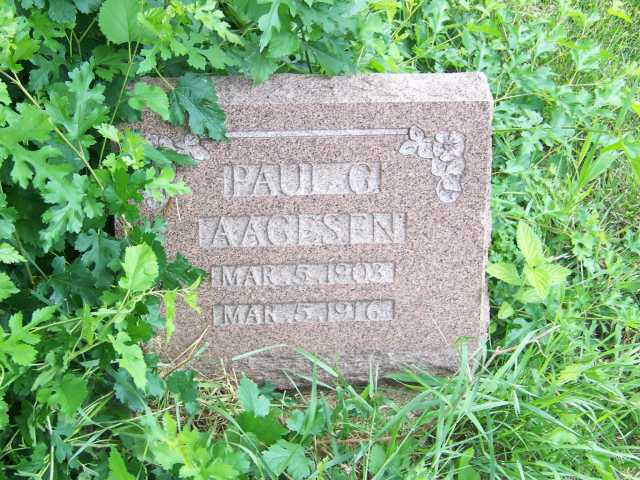 PAUL G
AAGESEN
MAR. 5. 1903
MAR. 5. 1916